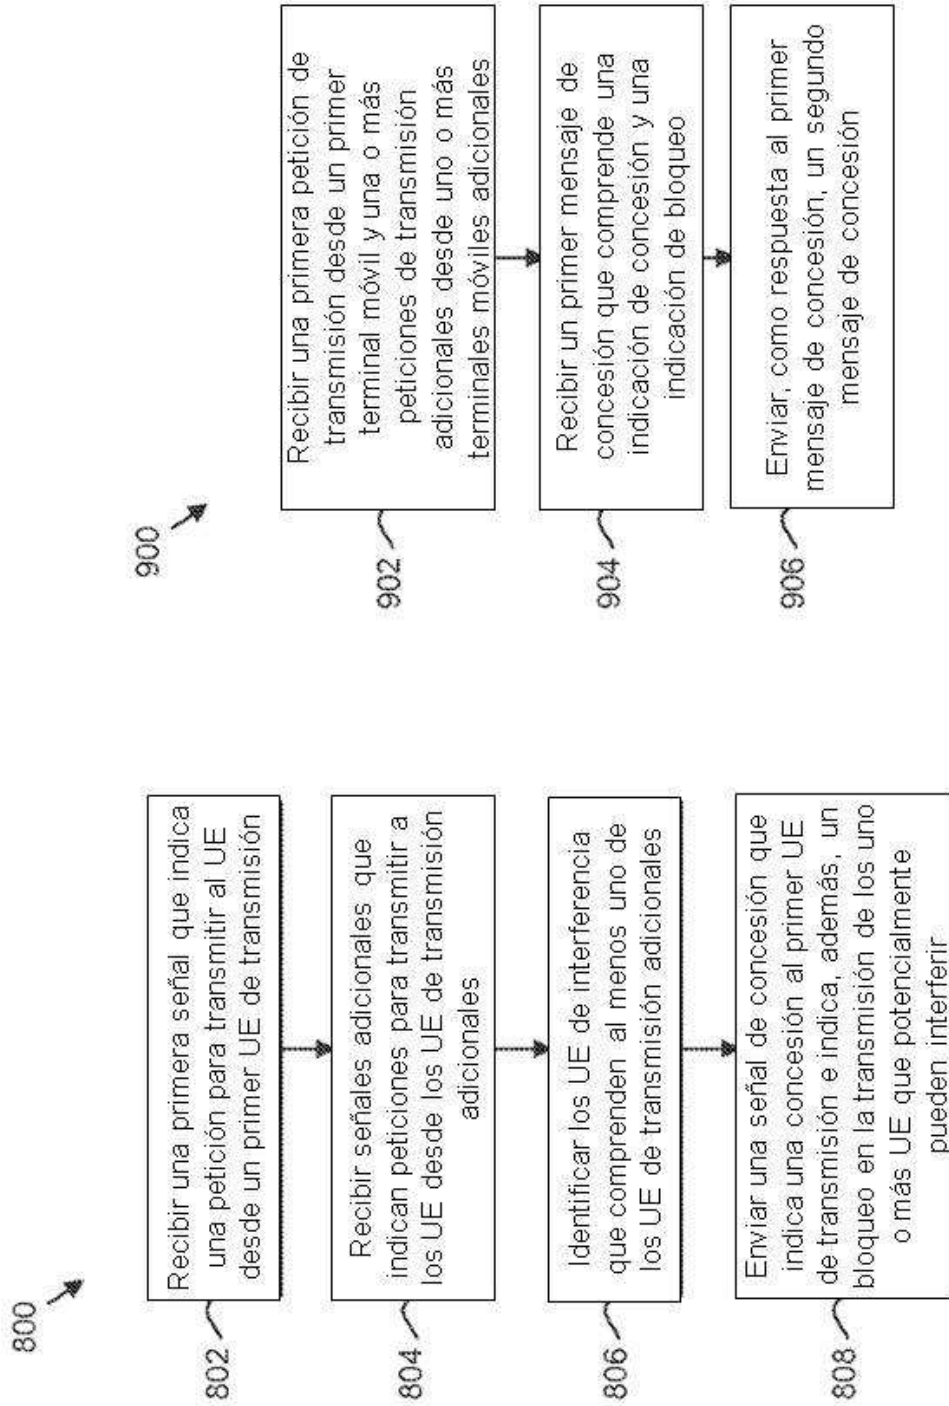 800
802
Recibir una primera señal que indica
una petición para transmitir al UE
desde un primer UE de transmisión
804
Recibir señales adicionales que
indican peticiones para transmitir a
los UE desde los UE de transmisión
adicionales
806
Identificar los UE de interferencia
que comprenden al menos uno de
los UE de transmisión adicionales
808
Enviar una señal de concesión que
indica una concesión al primer UE
de transmisión e indica, además, un
bloqueo en la transmisión de los uno
o más UE que potencialmente
pueden interferir
900
902
Recibir una primera petición de
transmisión desde un primer
terminal móvil y una o más
peticiones de transmisión
adicionales desde uno o más
terminales móviles adicionales
904
Recibir un primer mensaje de
concesión que comprende una
indicación de concesión y una
indicación de bloqueo
906
Enviar, como respuesta al primer
mensaje de concesión, un segundo
mensaje de concesión